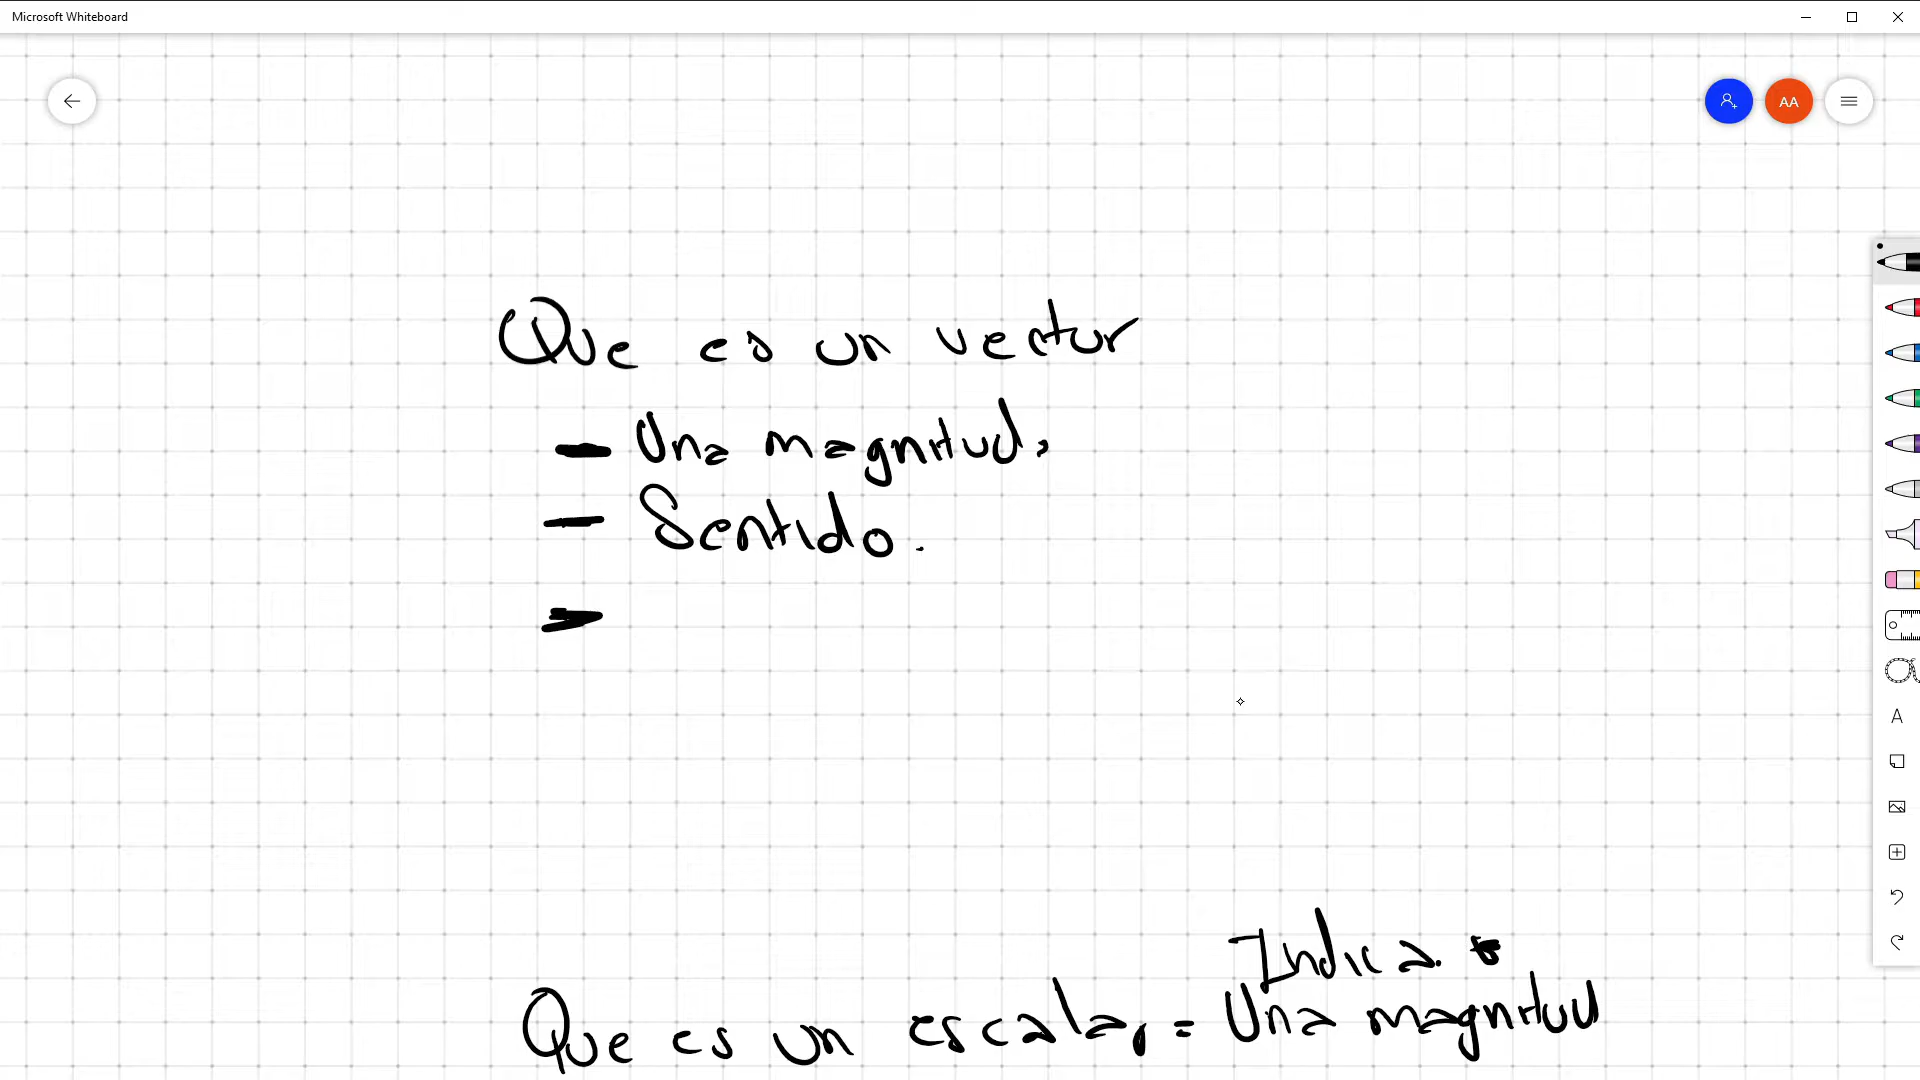 Microsoft Whiteboard
AA
Que es un vector
- Una magnitud.
- Sentido.
-
A
Indica
Que es un escalar = Una magnitud